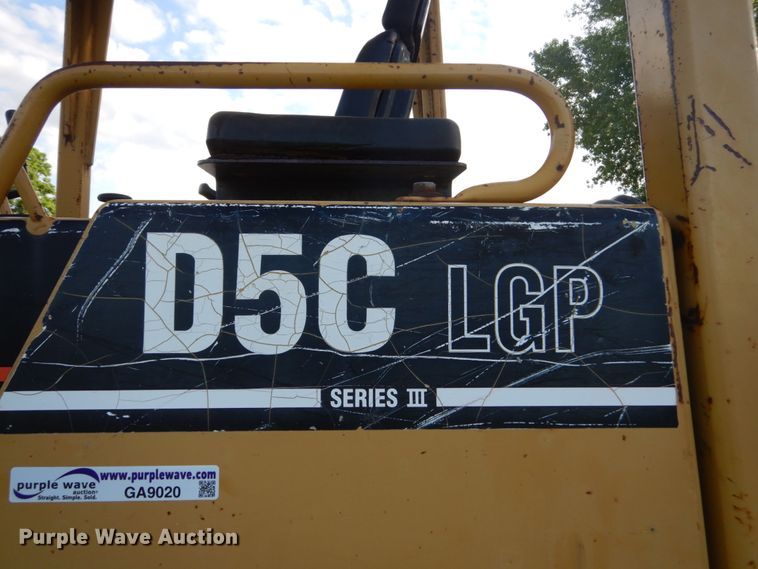 D5C LGP
SERIES III
purple wave
auction
Straight. Simple. Sold.
www.purplewave.com
GA9020
Purple Wave Auction